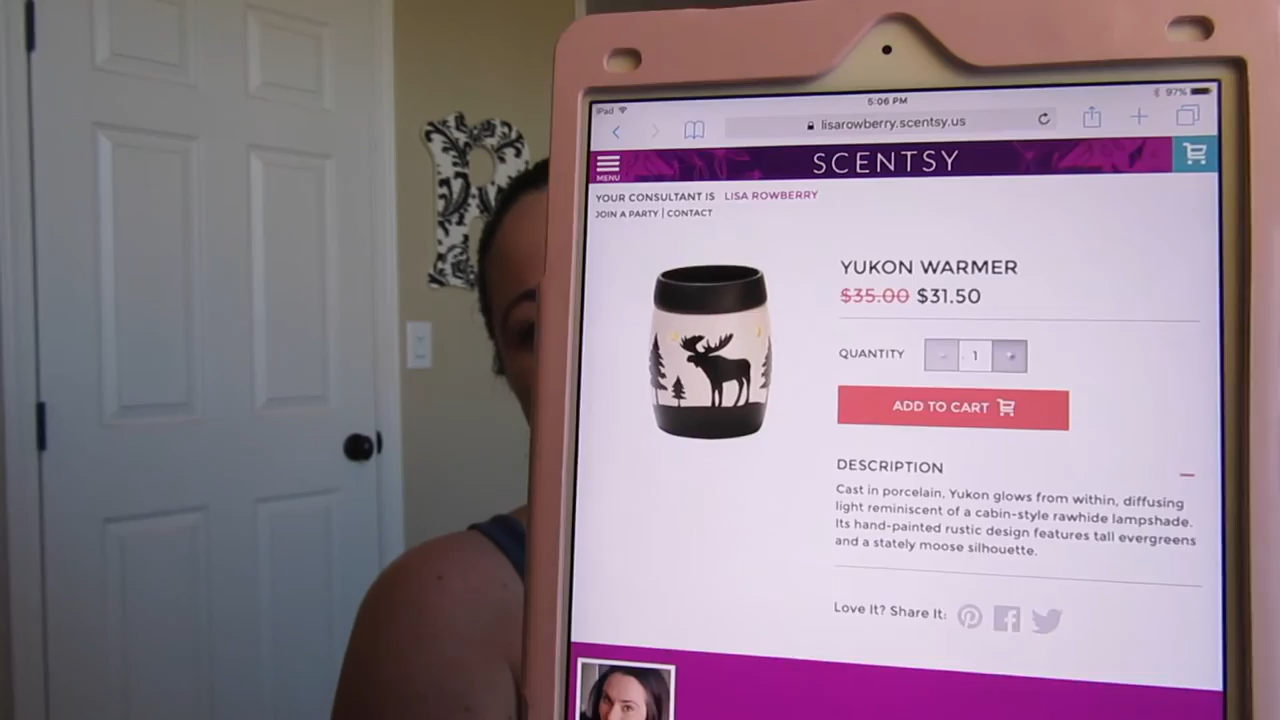 iPad
5:06 PM
97%
lisarowberry.scentsy.us
MENU
SCENTSY
YOUR CONSULTANT IS LISA ROWBERRY
JOIN A PARTY | CONTACT
YUKON WARMER
$35.00 $31.50
QUANTITY - 1 +
ADD TO CART
DESCRIPTION
Cast in porcelain, Yukon glows from within, diffusing
light reminiscent of a cabin-style rawhide lampshade.
Its hand-painted rustic design features tall evergreens
and a stately moose silhouette.
Love It? Share It: